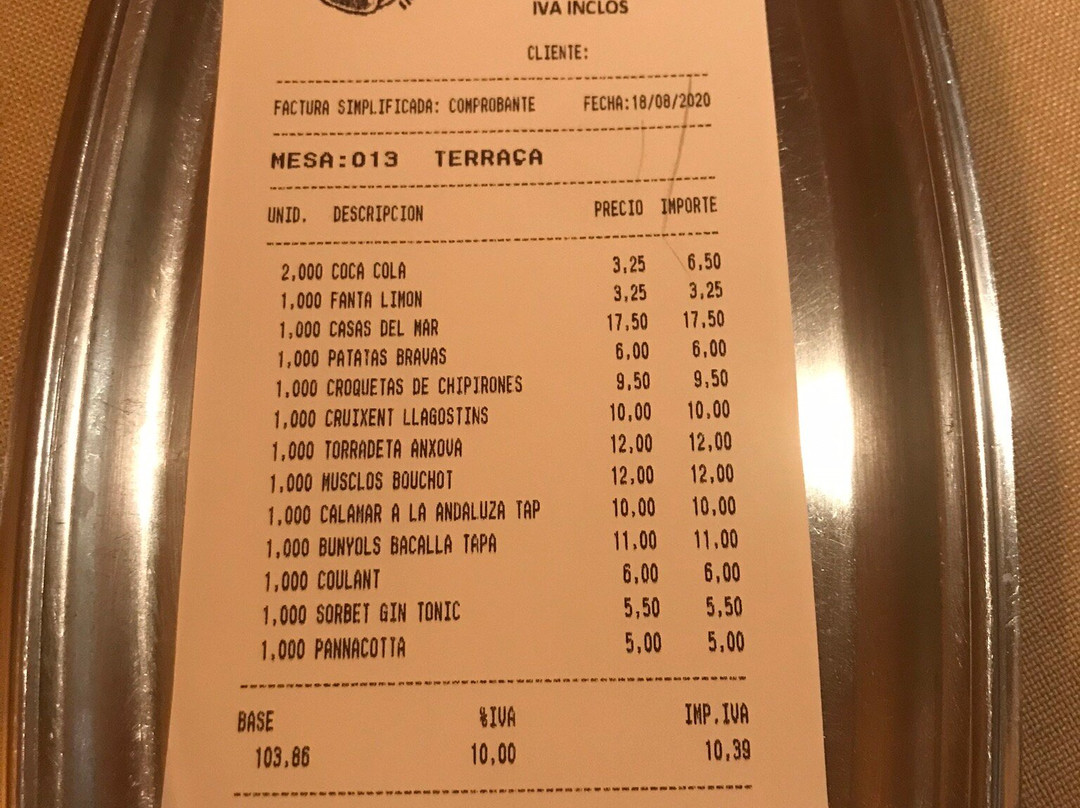 IVA INCLOS
CLIENTE:
FACTURA SIMPLIFICADA: COMPROBANTE FECHA:18/08/2020
MESA:013 TERRAÇA
UNID. DESCRIPCION PRECIO IMPORTE
2,000 COCA COLA 3,25 6,50
1,000 FANTA LIMON 3,25 3,25
1,000 CASAS DEL MAR 17,50 17,50
1,000 PATATAS BRAVAS 6,00 6,00
1,000 CROQUETAS DE CHIPIRONES 9,50 9,50
1,000 CRUIXENT LLAGOSTINS 10,00 10,00
1,000 TORRADETA ANXOVA 12,00 12,00
1,000 MUSCLOS BOUCHOT 12,00 12,00
1,000 CALAMAR A LA ANDALUZA TAP 10,00 10,00
1,000 BUNYOLS BACALLA TAPA 11,00 11,00
1,000 COULANT 6,00 6,00
1,000 SORBET GIN TONIC 5,50 5,50
1,000 PANNACOTTA 5,00 5,00
BASE %IVA IMP.IVA
103,86 10,00 10,39